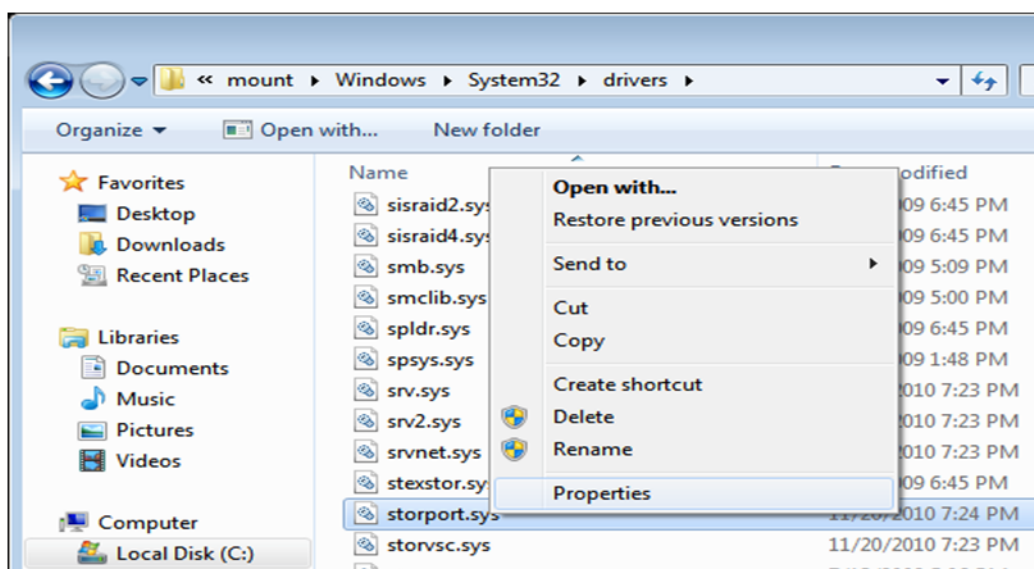 « mount ▸ Windows ▸ System32 ▸ drivers ▸
Organize ▾ Open with... New folder
Favorites
Desktop
Downloads
Recent Places
Libraries
Documents
Music
Pictures
Videos
Computer
Local Disk (C:)
Name odified
sisraid2.sys 09 6:45 PM
sisraid4.sys 09 6:45 PM
smb.sys 09 5:09 PM
smclib.sys 09 5:00 PM
spldr.sys 09 6:45 PM
spsys.sys 09 1:48 PM
srv.sys 2010 7:23 PM
srv2.sys 2010 7:23 PM
srvnet.sys 2010 7:23 PM
stexstor.sy 09 6:45 PM
storport.sys 11/20/2010 7:24 PM
storvsc.sys 11/20/2010 7:23 PM
Open with...
Restore previous versions
Send to
Cut
Copy
Create shortcut
Delete
Rename
Properties